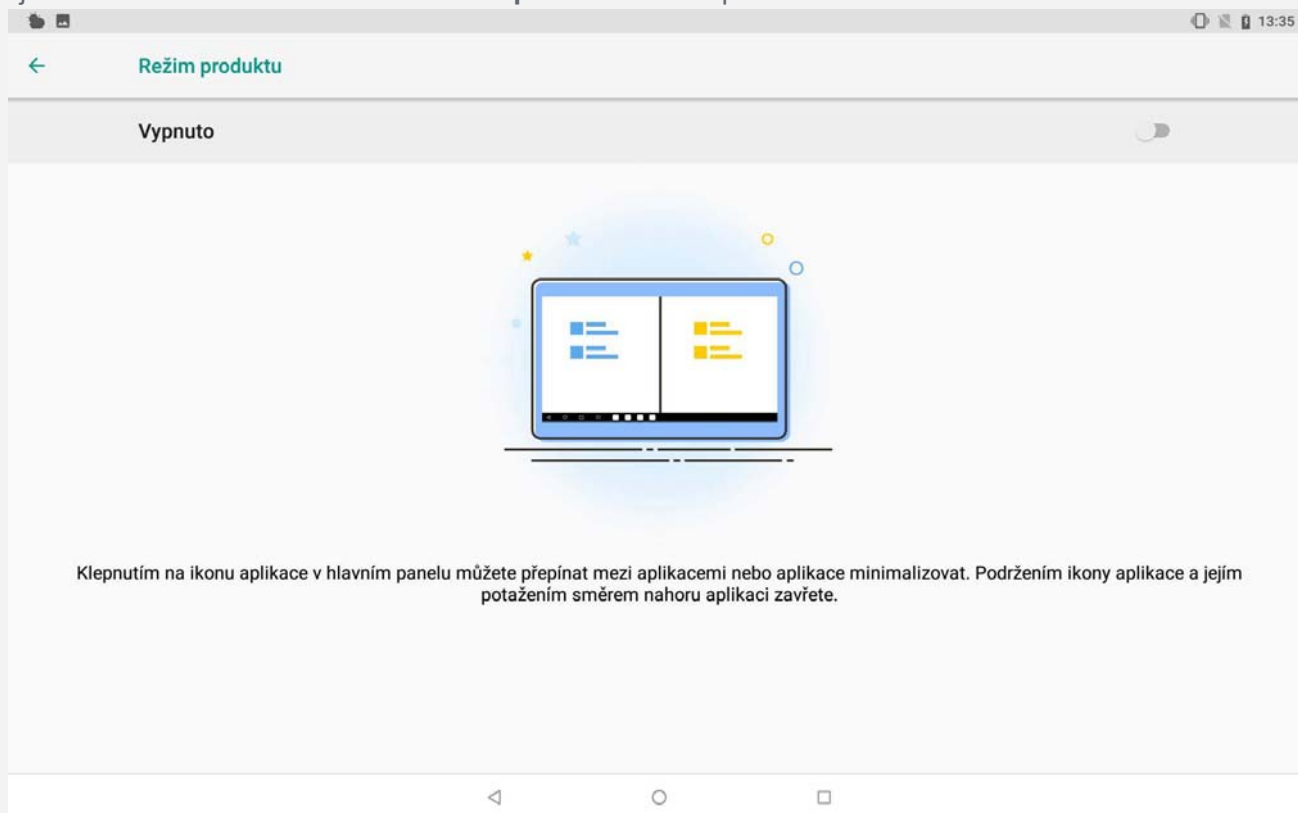 13:35
Režim produktu
Vypnuto
Klepnutím na ikonu aplikace v hlavním panelu můžete přepínat mezi aplikacemi nebo aplikace minimalizovat. Podržením ikony aplikace a jejím
potažením směrem nahoru aplikaci zavřete.